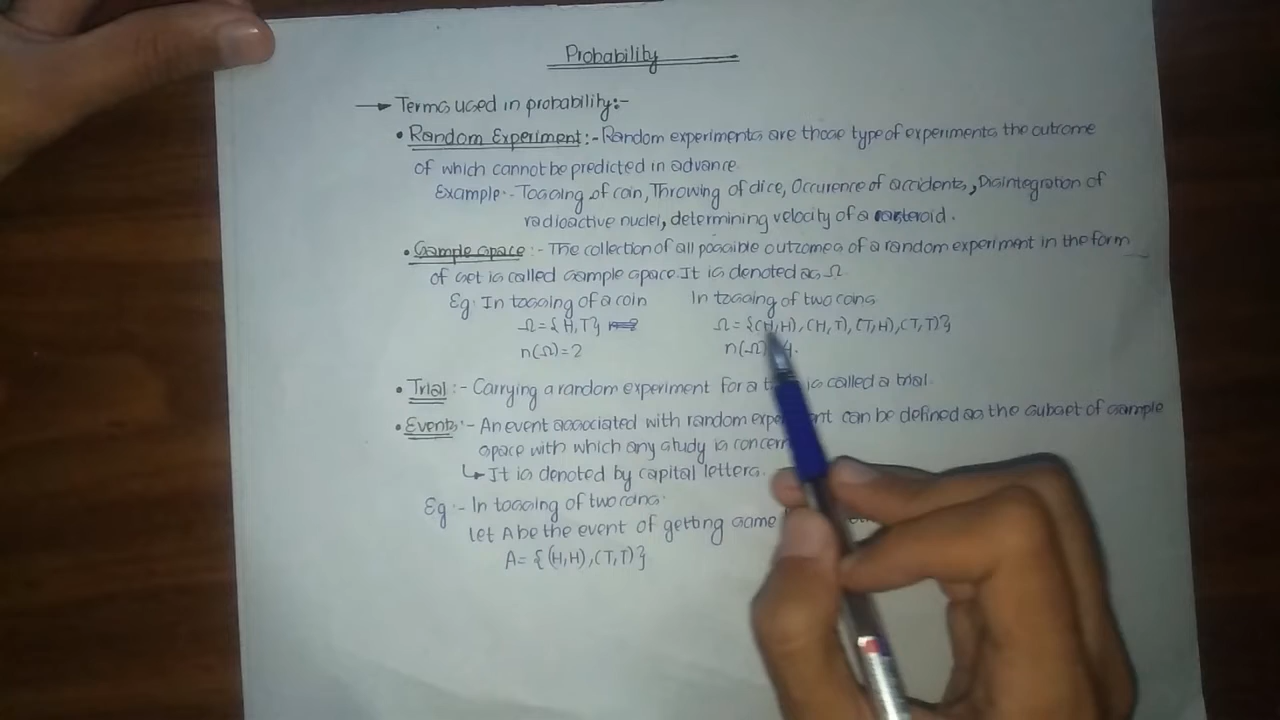 Probability
→ Terms used in probability:-
• Random Experiment:- Random experiments are those type of experiments the outcome
of which cannot be predicted in advance.
Example:- Tossing of coin, Throwing of dice, Occurence of accidents, Disintegration of
radioactive nuclei, determining velocity of a asteroid.
• Sample space:- The collection of all possible outcomes of a random experiment in the form
of set is called sample space. It is denoted as Ω
Eg: In tossing of a coin In tossing of two coins
Ω = {H,T} Ω = {(H,H), (H,T), (T,H), (T,T)}
n(Ω) = 2 n(Ω) 4.
• Trial:- Carrying a random experiment for a is called a trial.
• Events:- An event associated with random can be defined as the subset of sample
space with which any study is
↳ It is denoted by capital letters.
Eg:- In tossing of two coins.
Let A be the event of getting same
A = {(H,H), (T,T)}